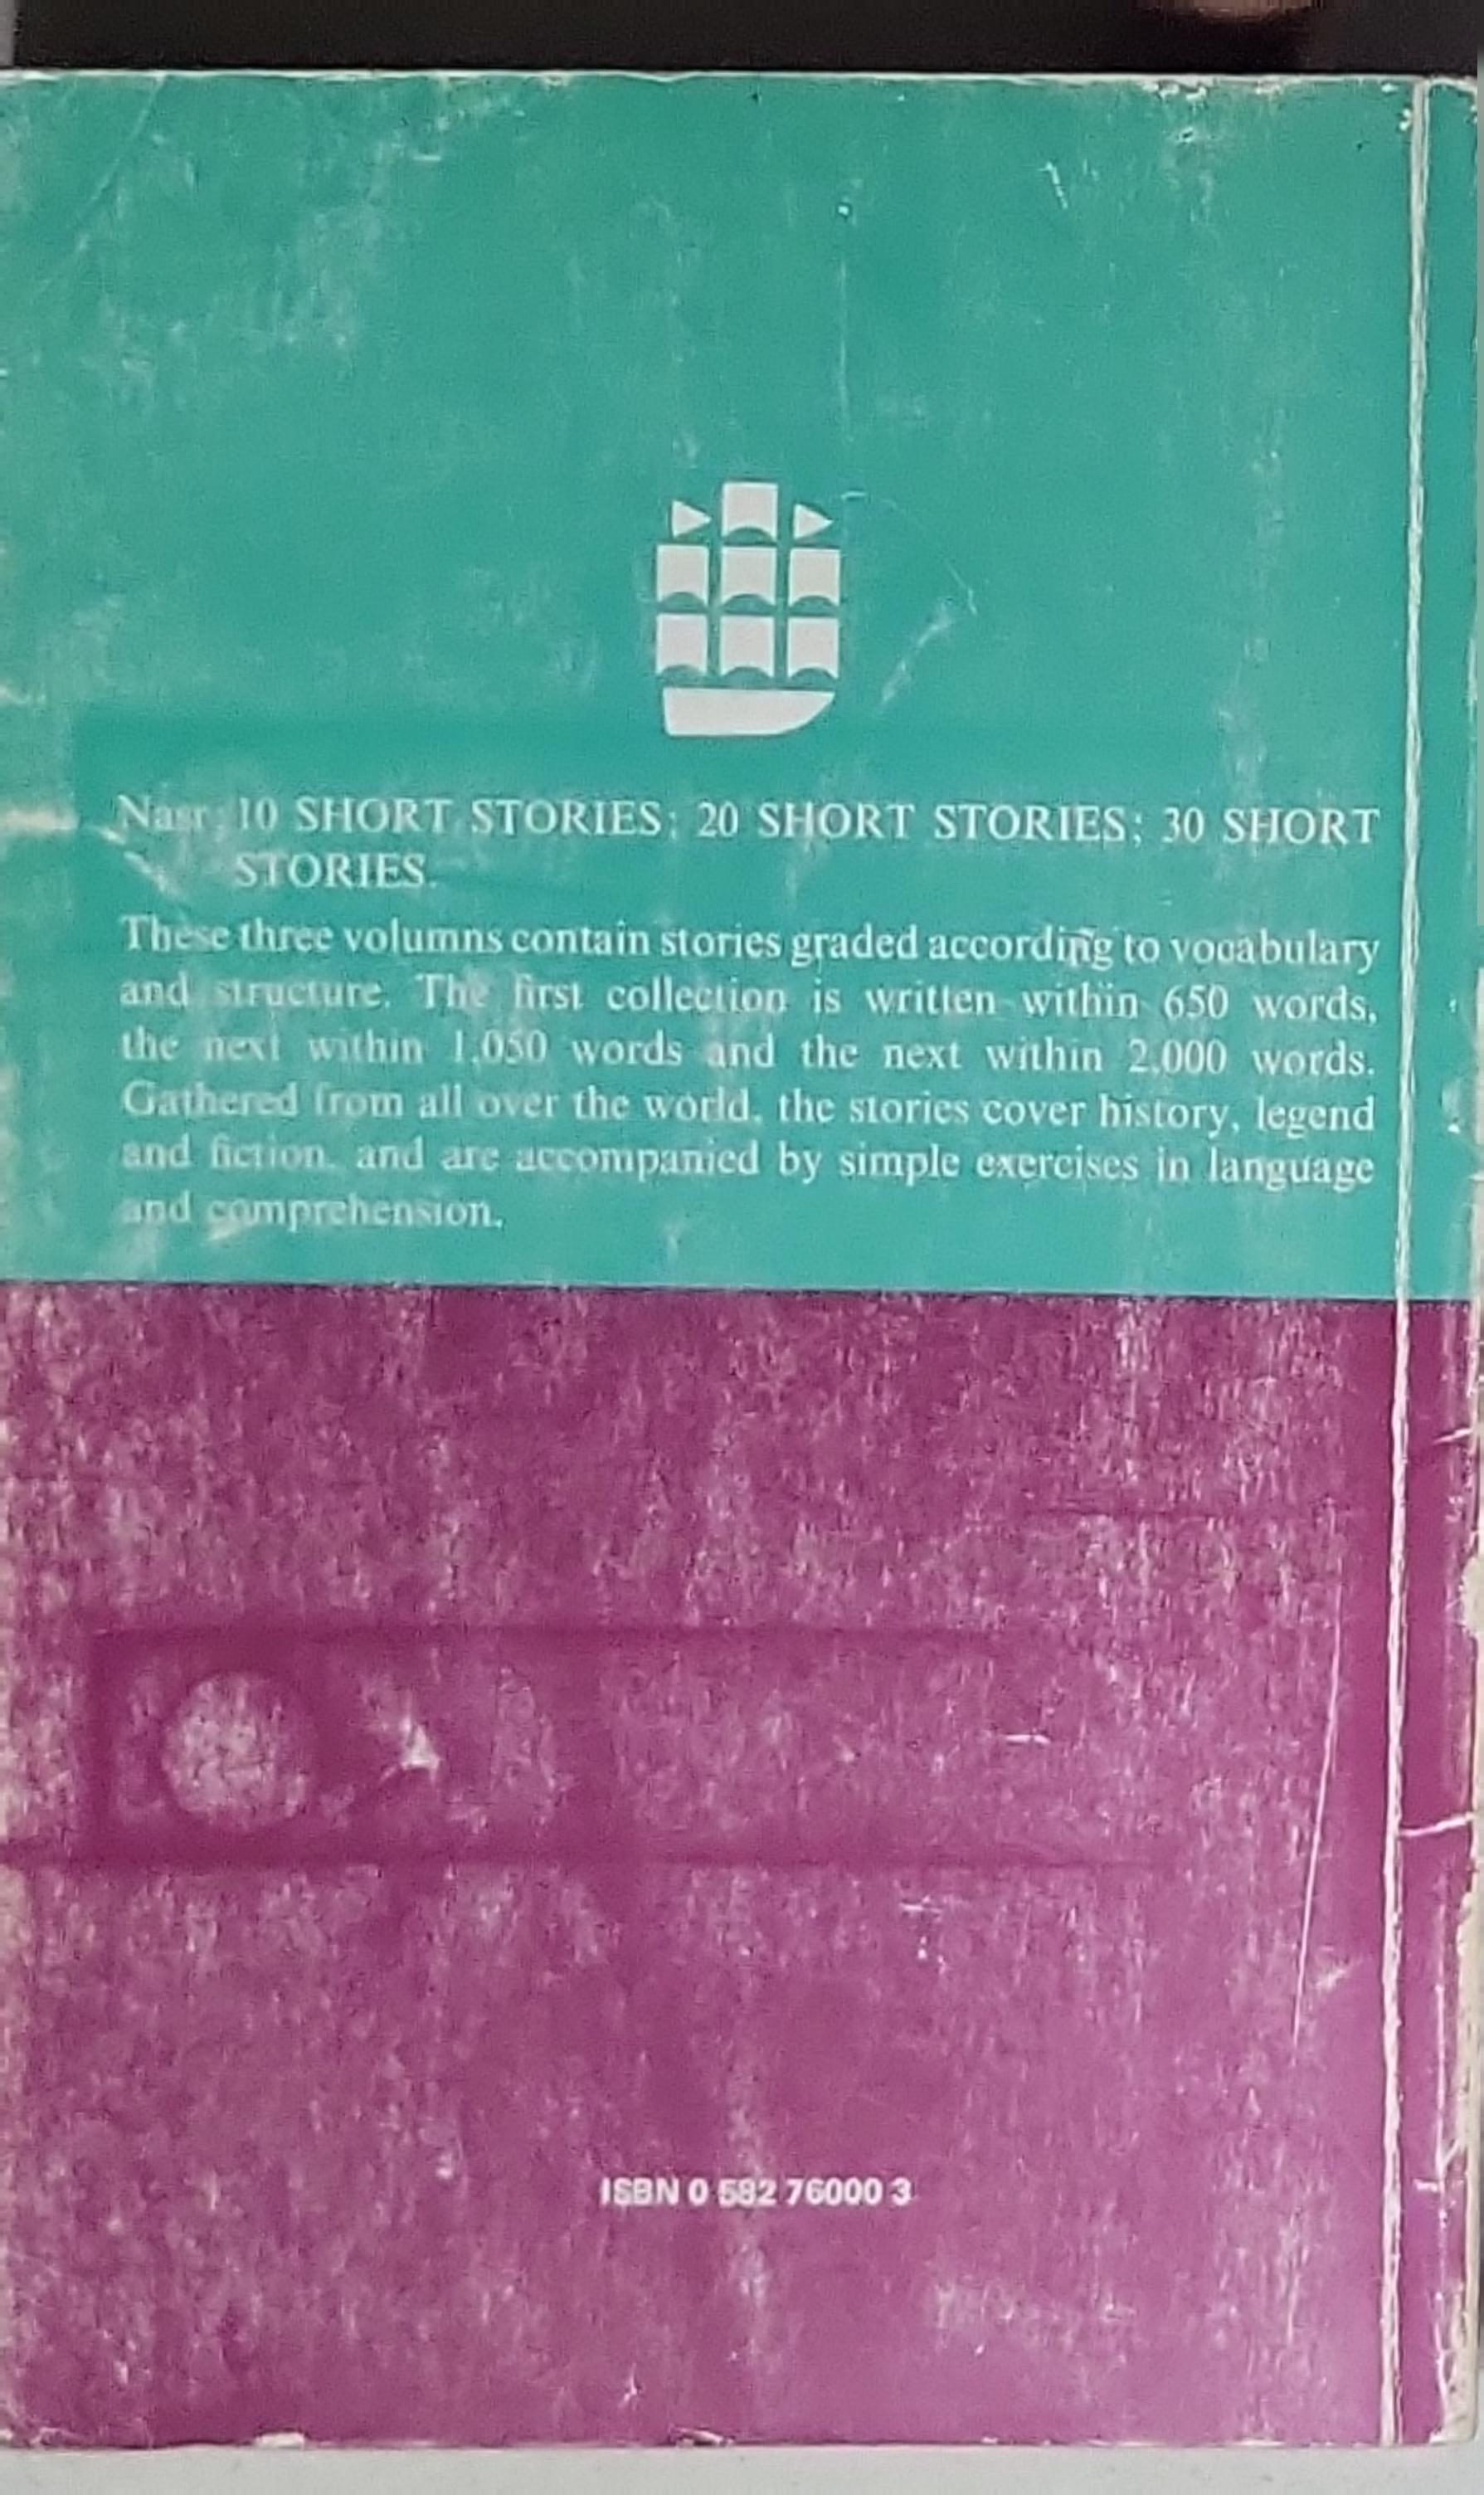 Nasr: 10 SHORT STORIES; 20 SHORT STORIES; 30 SHORT
STORIES.
These three volumns contain stories graded according to vocabulary
and structure. The first collection is written within 650 words,
the next within 1,050 words and the next within 2,000 words.
Gathered from all over the world, the stories cover history, legend
and fiction, and are accompanied by simple exercises in language
and comprehension.
ISBN 0 582 76000 3